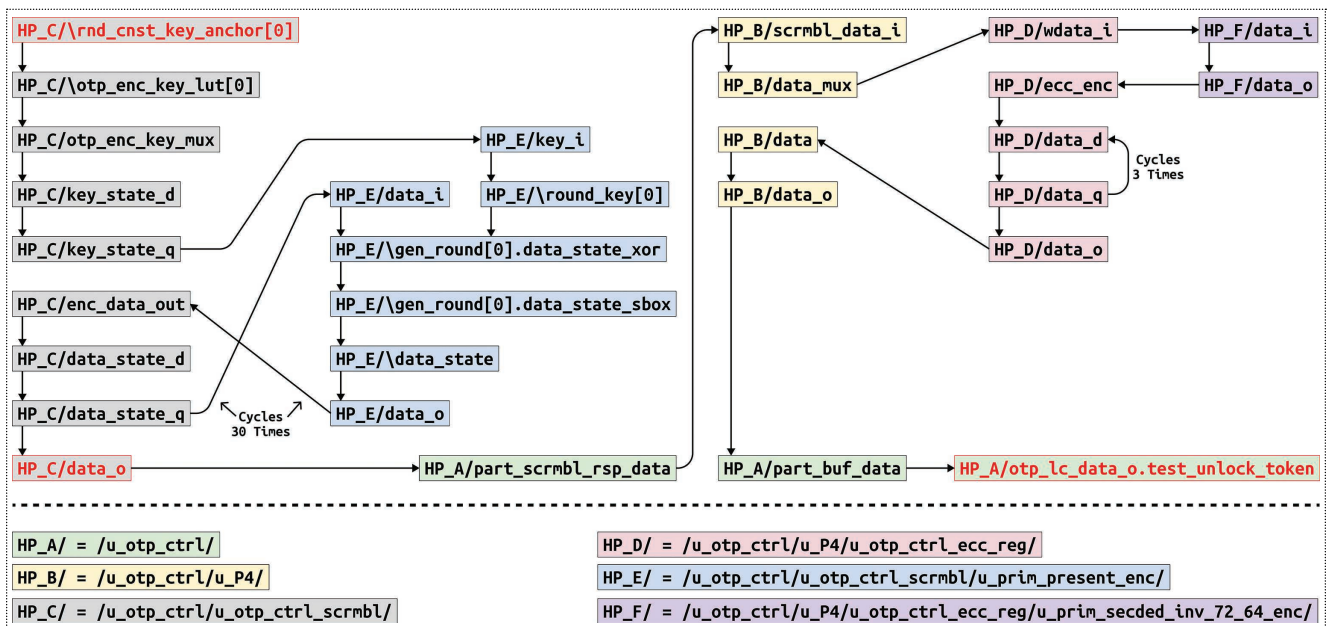 HP_C/\rnd_cnst_key_anchor[0]
HP_C/\otp_enc_key_lut[0]
HP_C/otp_enc_key_mux
HP_C/key_state_d
HP_C/key_state_q
HP_C/enc_data_out
HP_C/data_state_d
HP_C/data_state_q
HP_C/data_o
HP_E/key_i
HP_E/data_i
HP_E/\round_key[0]
HP_E/\gen_round[0].data_state_xor
HP_E/\gen_round[0].data_state_sbox
HP_E/\data_state
HP_E/data_o
Cycles
30 Times
HP_A/part_scrmbl_rsp_data
HP_B/scrmbl_data_i
HP_B/data_mux
HP_B/data
HP_B/data_o
HP_A/part_buf_data
HP_D/wdata_i
HP_D/ecc_enc
HP_D/data_d
HP_D/data_q
HP_D/data_o
Cycles
3 Times
HP_F/data_i
HP_F/data_o
HP_A/otp_lc_data_o.test_unlock_token
HP_A/ = /u_otp_ctrl/
HP_B/ = /u_otp_ctrl/u_P4/
HP_C/ = /u_otp_ctrl/u_otp_ctrl_scrmbl/
HP_D/ = /u_otp_ctrl/u_P4/u_otp_ctrl_ecc_reg/
HP_E/ = /u_otp_ctrl/u_otp_ctrl_scrmbl/u_prim_present_enc/
HP_F/ = /u_otp_ctrl/u_P4/u_otp_ctrl_ecc_reg/u_prim_secded_inv_72_64_enc/